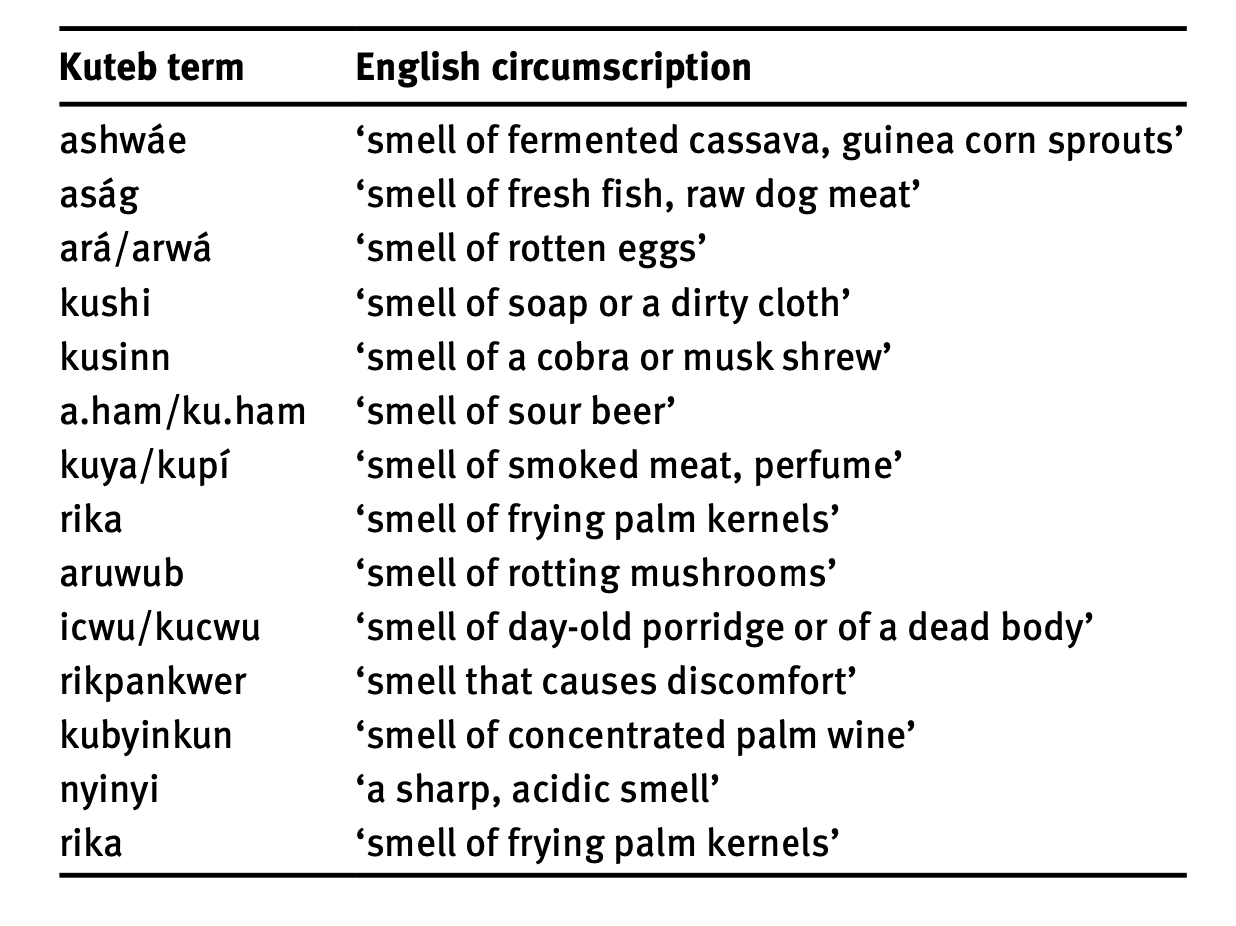 Kuteb term English circumscription
ashwáe ‘smell of fermented cassava, guinea corn sprouts’
aság ‘smell of fresh fish, raw dog meat’
ará/arwá ‘smell of rotten eggs’
kushi ‘smell of soap or a dirty cloth’
kusinn ‘smell of a cobra or musk shrew’
a.ham/ku.ham ‘smell of sour beer’
kuya/kupí ‘smell of smoked meat, perfume’
rika ‘smell of frying palm kernels’
aruwub ‘smell of rotting mushrooms’
icwu/kucwu ‘smell of day-old porridge or of a dead body’
rikpankwer ‘smell that causes discomfort’
kubyinkun ‘smell of concentrated palm wine’
nyinyi ‘a sharp, acidic smell’
rika ‘smell of frying palm kernels’